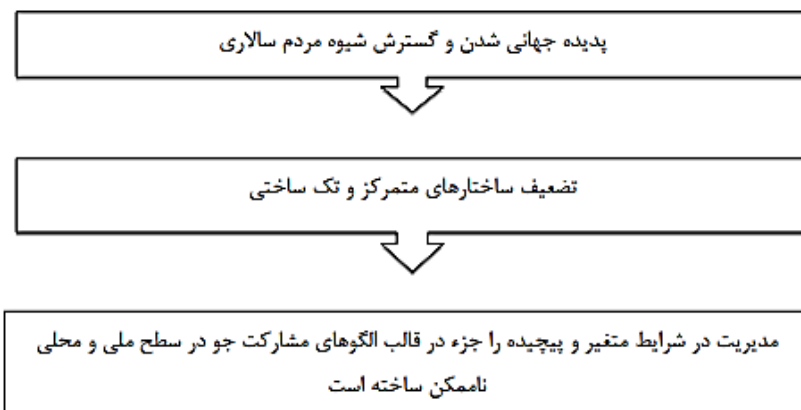 پدیده جهانی شدن و گسترش شیوه مردم سالاری
تضعیف ساختارهای متمرکز و تک ساختی
مدیریت در شرایط متغیر و پیچیده را جزء در قالب الگوهای مشارکت جو در سطح ملی و محلی
ناممکن ساخته است